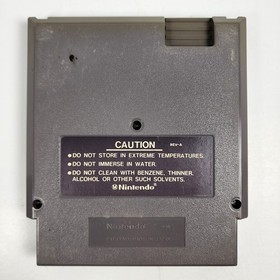 CAUTION
REV-A
•DO NOT STORE IN EXTREME TEMPERATURES.
•DO NOT IMMERSE IN WATER.
•DO NOT CLEAN WITH BENZENE, THINNER,
ALCOHOL OR OTHER SUCH SOLVENTS.
®Nintendo®
Nintendo